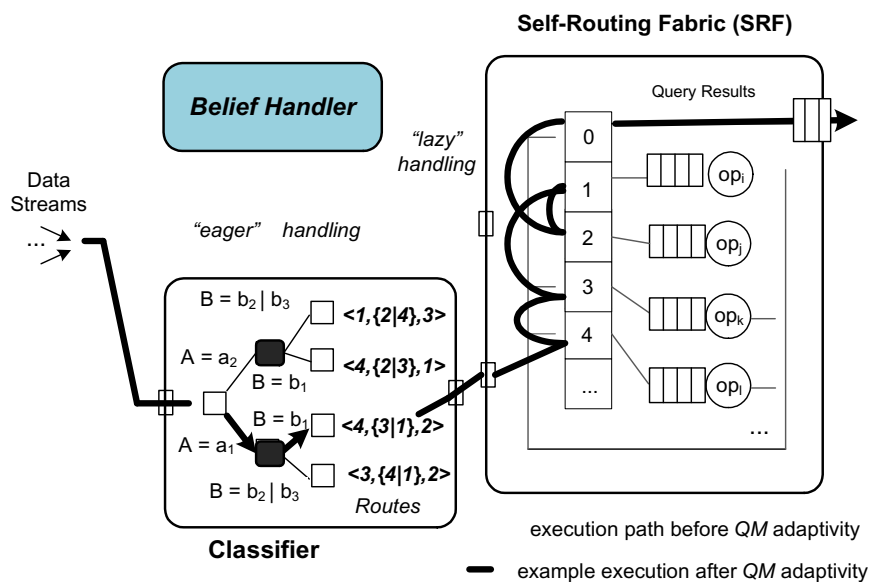 Self-Routing Fabric (SRF)
Belief Handler
"lazy" handling
Query Results
Data Streams
...
"eager" handling
0
1
2
3
4
...
opᵢ
opⱼ
opₖ
opₗ
...
B = b₂ | b₃
<1,{2|4},3>
A = a₂
<4,{2|3},1>
B = b₁
B = b₁
<4,{3|1},2>
A = a₁
<3,{4|1},2>
B = b₂ | b₃
Routes
Classifier
execution path before QM adaptivity
example execution after QM adaptivity